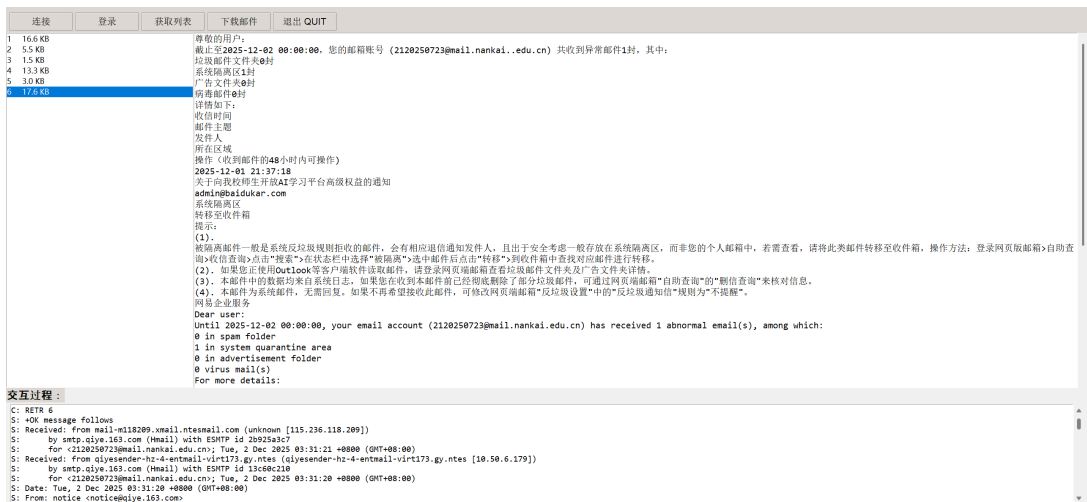 连接 登录 获取列表 下载邮件 退出 QUIT
1 16.6 KB
2 5.5 KB
3 1.5 KB
4 13.3 KB
5 3.0 KB
6 17.6 KB
尊敬的用户:
截止至2025-12-02 00:00:00, 您的邮箱账号 (2120250723@mail.nankai..edu.cn) 共收到异常邮件1封, 其中:
垃圾邮件文件夹0封
系统隔离区1封
广告文件夹0封
病毒邮件0封
详情如下:
收信时间
邮件主题
发件人
所在区域
操作（收到邮件的48小时内可操作)
2025-12-01 21:37:18
关于向我校师生开放AI学习平台高级权益的通知
admin@baidukar.com
系统隔离区
转移至收件箱
提示:
(1).
被隔离邮件一般是系统反垃圾规则拒收的邮件，会有相应退信通知发件人，且出于安全考虑一般存放在系统隔离区，而非您的个人邮箱中，若需查看，请将此类邮件转移至收件箱，操作方法：登录网页版邮箱>自助查
询>收信查询>点击"搜索">在状态栏中选择"被隔离">选中邮件后点击"转移">到收件箱中查找对应邮件进行转移。
(2). 如果您正使用Outlook等客户端软件读取邮件，请登录网页端邮箱查看垃圾邮件文件夹及广告文件夹详情。
(3). 本邮件中的数据均来自系统日志，如果您在收到本邮件前已经彻底删除了部分垃圾邮件，可通过网页端邮箱"自助查询"的"删信查询"来核对信息。
(4). 本邮件为系统邮件，无需回复。如果不再希望接收此邮件，可修改网页端邮箱"反垃圾设置"中的"反垃圾通知信"规则为"不提醒"。
网易企业服务
Dear user:
Until 2025-12-02 00:00:00, your email account (2120250723@mail.nankai.edu.cn) has received 1 abnormal email(s), among which:
0 in spam folder
1 in system quarantine area
0 in advertisement folder
0 virus mail(s)
For more details:
交互过程：
C: RETR 6
S: +OK message follows
S: Received: from mail-m118209.xmail.ntesmail.com (unknown [115.236.118.209])
S: by smtp.qiye.163.com (Hmail) with ESMTP id 2b925a3c7
S: for <2120250723@mail.nankai.edu.cn>; Tue, 2 Dec 2025 03:31:21 +0800 (GMT+08:00)
S: Received: from qiyesender-hz-4-entmail-virt173.gy.ntes (qiyesender-hz-4-entmail-virt173.gy.ntes [10.50.6.179])
S: by smtp.qiye.163.com (Hmail) with ESMTP id 13c60c210
S: for <2120250723@mail.nankai.edu.cn>; Tue, 2 Dec 2025 03:31:20 +0800 (GMT+08:00)
S: Date: Tue, 2 Dec 2025 03:31:20 +0800 (GMT+08:00)
S: From: notice <notice@qiye.163.com>